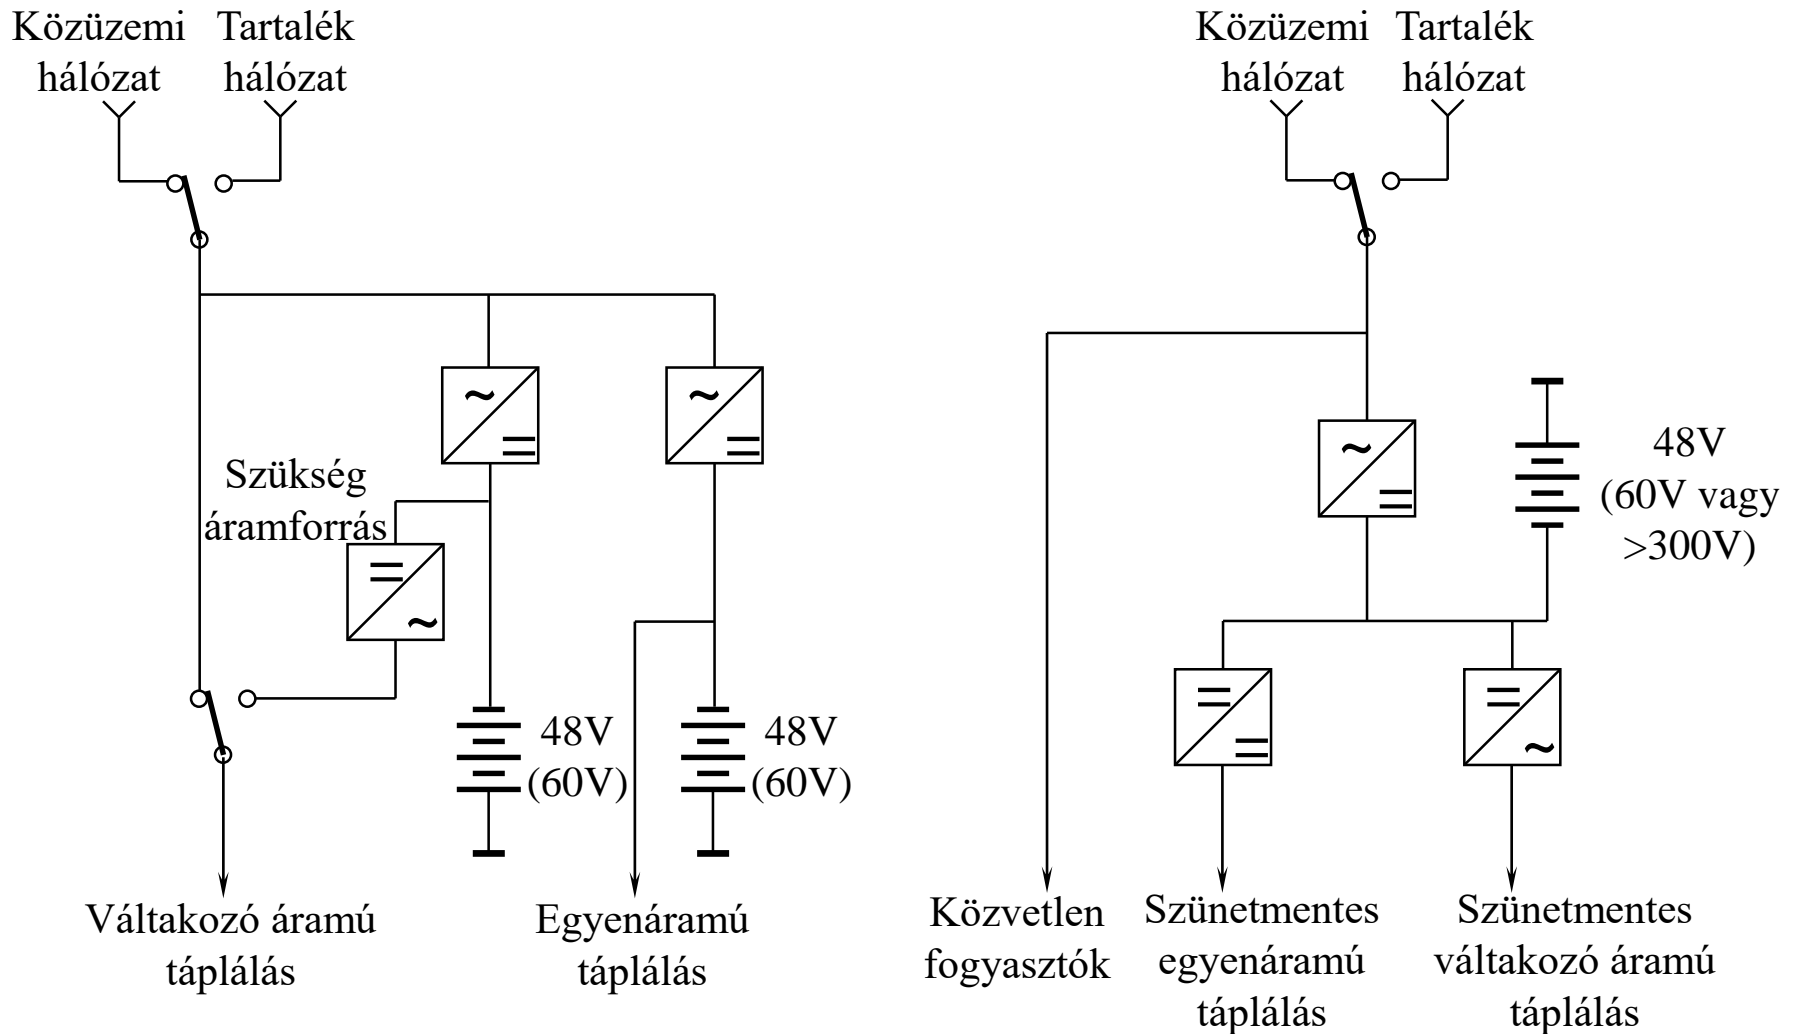 Közüzemi
hálózat
Tartalék
hálózat
Szükség
áramforrás
48V
(60V)
48V
(60V)
Váltakozó áramú
táplálás
Egyenáramú
táplálás
Közüzemi
hálózat
Tartalék
hálózat
48V
(60V vagy
>300V)
Közvetlen
fogyasztók
Szünetmentes
egyenáramú
táplálás
Szünetmentes
váltakozó áramú
táplálás